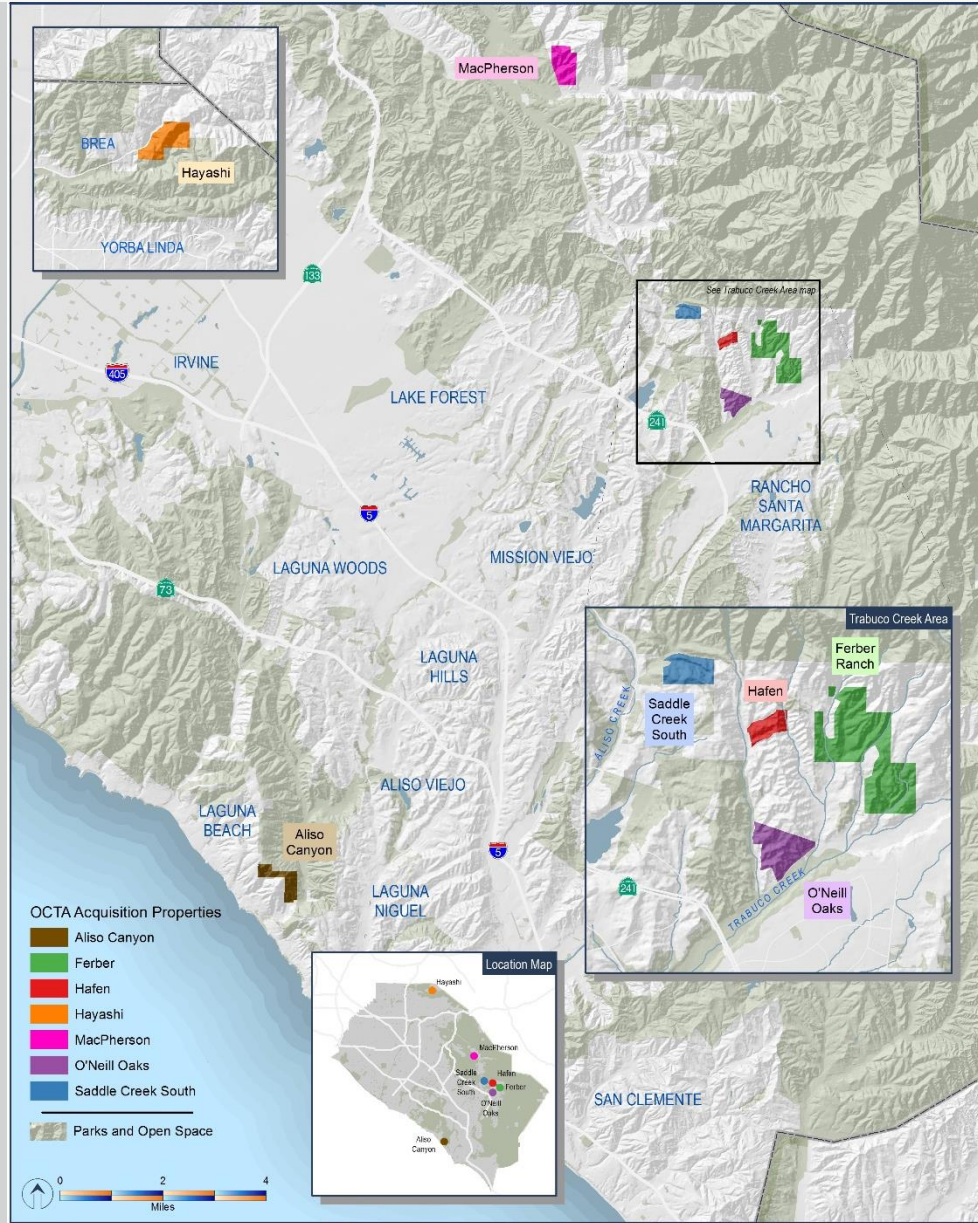 MacPherson
BREA
Hayashi
YORBA LINDA
133
See Trabuco Creek Area map
IRVINE
405
LAKE FOREST
241
RANCHO
SANTA
MARGARITA
5
MISSION VIEJO
LAGUNA WOODS
73
LAGUNA
HILLS
ALISO VIEJO
LAGUNA
BEACH
Aliso
Canyon
5
LAGUNA
NIGUEL
Trabuco Creek Area
Ferber
Ranch
Hafen
Saddle
Creek
South
ALISO CREEK
241
TRABUCO CREEK
O'Neill
Oaks
OCTA Acquisition Properties
Aliso Canyon
Ferber
Hafen
Hayashi
MacPherson
O'Neill Oaks
Saddle Creek South
Parks and Open Space
0 2 4
Miles
Location Map
Hayashi
MacPherson
Saddle
Creek
South
Hafen
Ferber
O'Neill
Oaks
Aliso
Canyon
SAN CLEMENTE